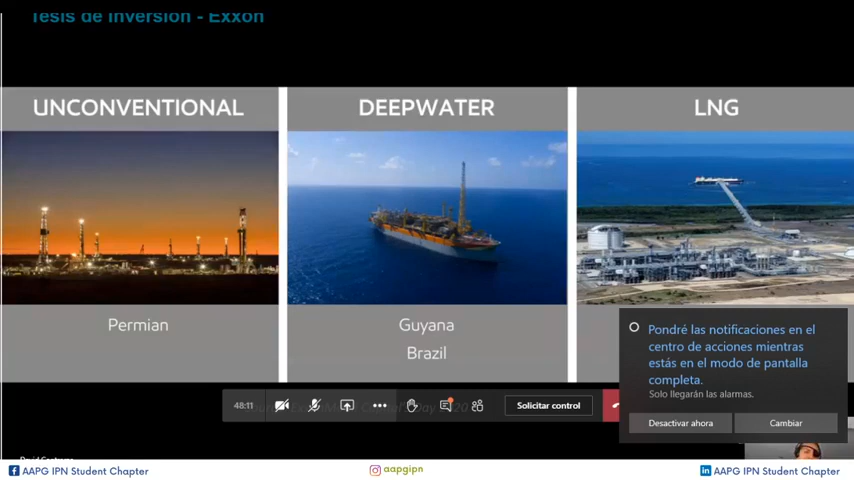 Tesis de Inversión - Exxon
UNCONVENTIONAL
DEEPWATER
LNG
Permian
Guyana
Brazil
Pondré las notificaciones en el
centro de acciones mientras
estás en el modo de pantalla
completa.
Solo llegarán las alarmas.
Desactivar ahora
Cambiar
48:11
Solicitar control
AAPG IPN Student Chapter
aapgipn
AAPG IPN Student Chapter